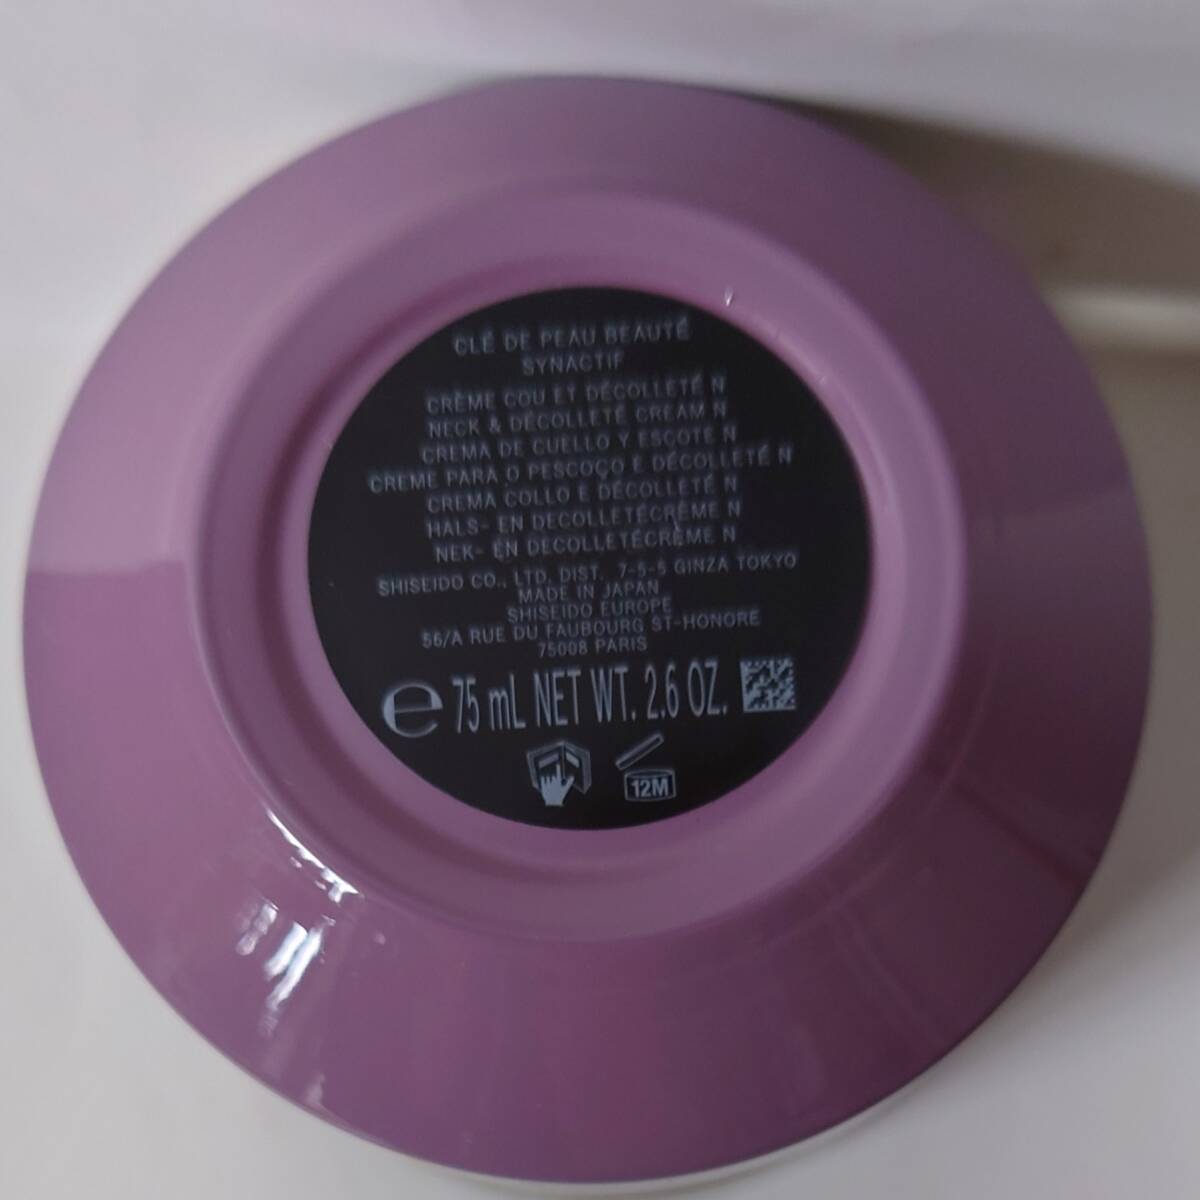 CLÉ DE PEAU BEAUTÉ
SYNACTIF
CRÈME COU ET DÉCOLLETÉ N
NECK & DÉCOLLETÉ CREAM N
CREMA DE CUELLO Y ESCOTE N
CREME PARA O PESCOÇO E DÉCOLLETÉ N
CREMA COLLO E DÉCOLLETÉ N
HALS- EN DECOLLETÉCRÈME N
NEK- EN DECOLLETÉCRÈME N
SHISEIDO CO., LTD. DIST. 7-5-5 GINZA TOKYO
MADE IN JAPAN
SHISEIDO EUROPE
56/A RUE DU FAUBOURG ST-HONORÉ
75008 PARIS
℮ 75 mL NET WT. 2.6 OZ.
12M